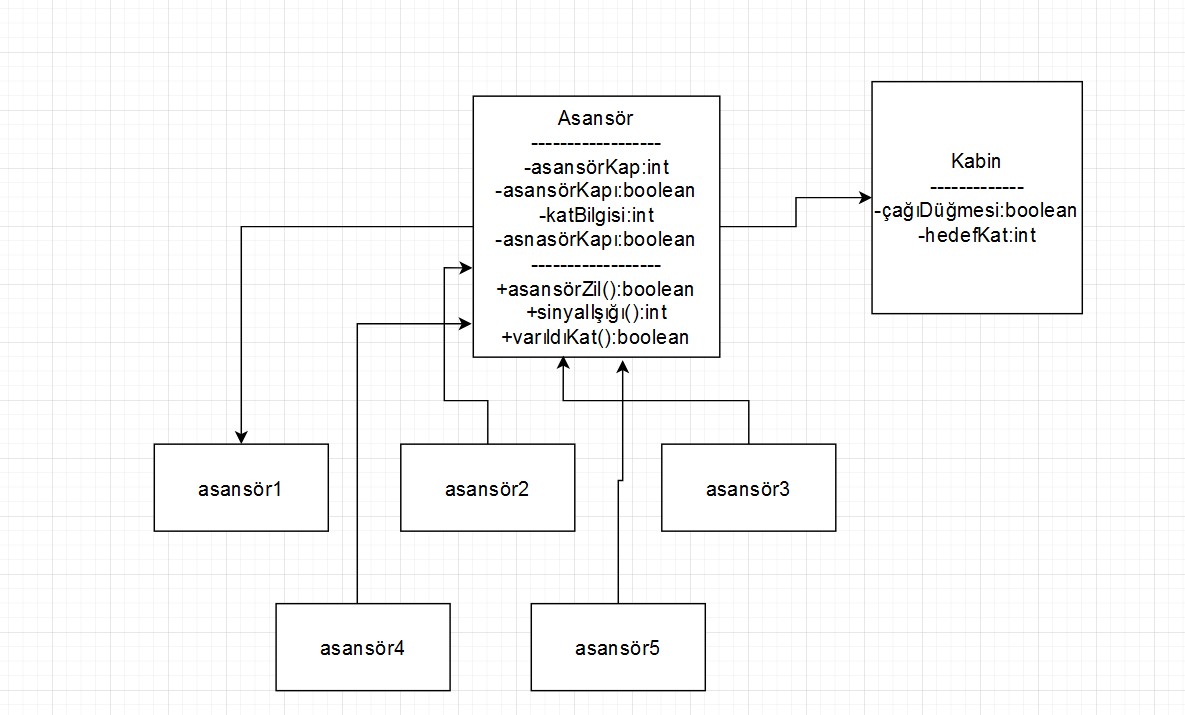 Asansör
------------------
-asansörKap:int
-asansörKapı:boolean
-katBilgisi:int
-asnasörKapı:boolean
------------------
+asansörZil():boolean
+sinyalIşığı():int
+varıldıKat():boolean
Kabin
-------------
-çağıDüğmesi:boolean
-hedefKat:int
asansör1
asansör2
asansör3
asansör4
asansör5